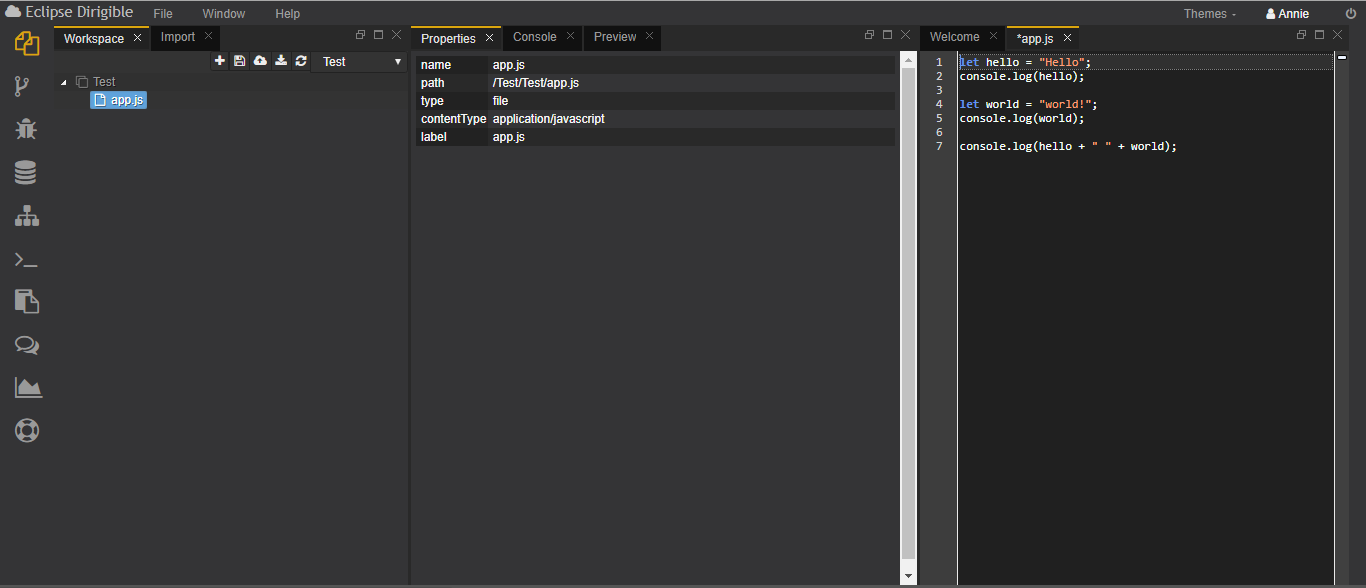 Eclipse Dirigible File Window Help Themes Annie
Workspace Import
Test
Test
app.js
Properties Console Preview
name app.js
path /Test/Test/app.js
type file
contentType application/javascript
label app.js
Welcome *app.js
1 let hello = "Hello";
2 console.log(hello);
3
4 let world = "world!";
5 console.log(world);
6
7 console.log(hello + " " + world);